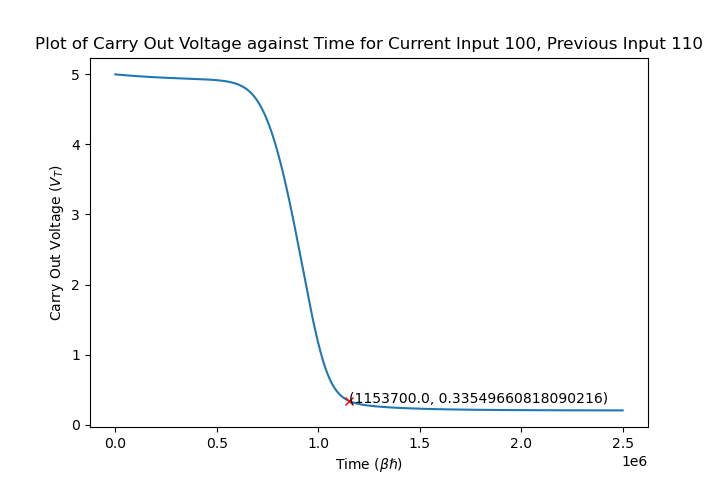 Plot of Carry Out Voltage against Time for Current Input 100, Previous Input 110
Carry Out Voltage (V_T)
5
4
3
2
1
0
(1153700.0, 0.33549660818090216)
0.0 0.5 1.0 1.5 2.0 2.5
1e6
Time (βħ)